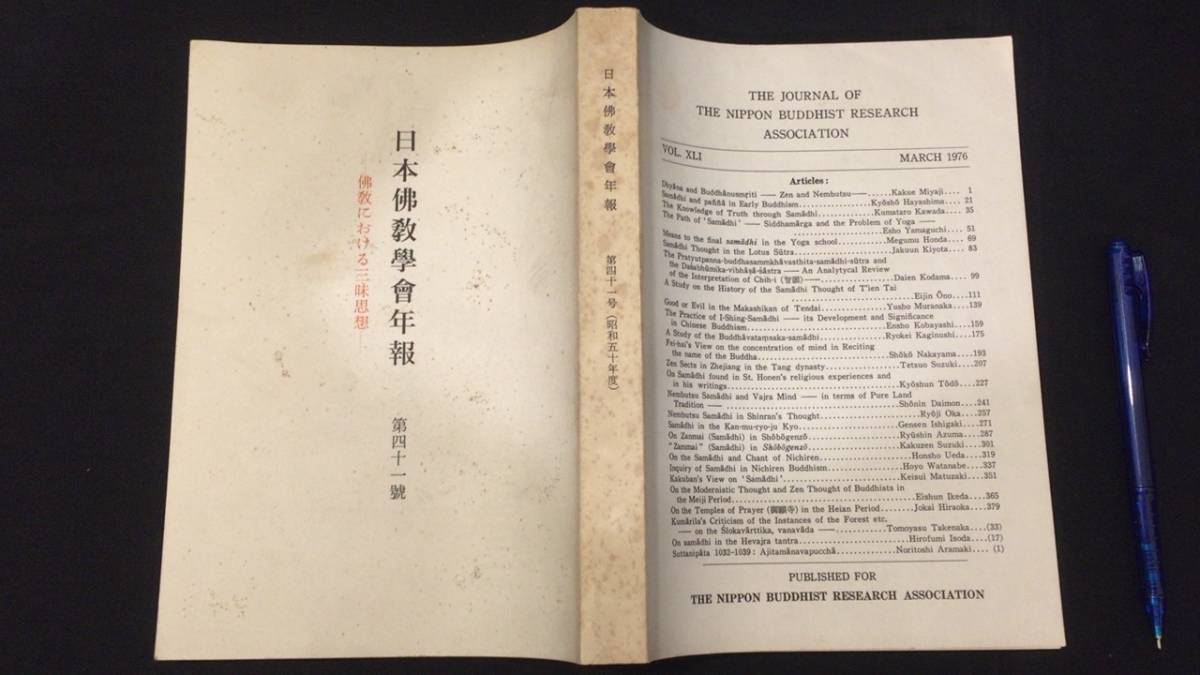 日本佛教學會年報
第四十一號
佛教における三昧思想
日本佛教學會年報
第四十一号（昭和五十年度）
THE JOURNAL OF
THE NIPPON BUDDHIST RESEARCH
ASSOCIATION
VOL. XLI MARCH 1976
Articles:
Dhyāna and Buddhānusmṛiti —— Zen and Nembutsu——......Kakue Miyaji.... 1
Samādhi and paññā in Early Buddhism..................Kyōshō Hayashima.... 21
The Knowledge of Truth through Samādhi...............Kumataro Kawada.... 35
The Path of 'Samādhi' —— Siddhamārga and the Problem of Yoga ——
....................Esho Yamaguchi.... 51
Means to the final samādhi in the Yoga school............Megumu Honda.... 69
Samādhi Thought in the Lotus Sūtra.....................Jakuun Kiyota.... 83
The Pratyutpanna-buddhasammkhāvasthita-samādhi-sūtra and
the Daśabhūmika-vibhāṣā-śāstra —— An Analytycal Review
of the Interpretation of Chih-i (智顗)——..................Daien Kodama.... 99
A Study on the History of the Samādhi Thought of T'ien Tai
....................Eijin Ōno....111
Good or Evil in the Makashikan of Tendai...............Yusho Muranaka....139
The Practice of I-Shing-Samādhi —— its Development and Significance
in Chinese Buddhism..............................Ensho Kobayashi....159
A Study of the Buddhāvataṃsaka-samādhi...............Ryokei Kaginushi....175
Fei-hsi's View on the concentration of mind in Reciting
the name of the Buddha..............................Shōkō Nakayama....193
Zen Sects in Zhejiang in the Tang dynasty...............Tetsuo Suzuki....207
On Samādhi found in St. Honen's religious experiences and
in his writings.................................Kyōshun Tōdō....227
Nembutsu Samādhi and Vajra Mind —— in terms of Pure Land
Tradition —— .................................Shōnin Daimon....241
Nembutsu Samādhi in Shinran's Thought..................Ryūji Oka....257
Samādhi in the Kan-mu-ryo-ju Kyo.....................Gensen Ishigaki....271
On Zanmai (Samādhi) in Shōbōgenzō.....................Ryūshin Azuma....287
"Zanmai" (Samādhi) in Shōbōgenzō.....................Kakuzen Suzuki....301
On the Samādhi and Chant of Nichiren..................Honsho Ueda....319
Inquiry of Samādhi in Nichiren Buddhism...............Hoyo Watanabe....337
Kakuban's View on 'Samādhi'........................Keisui Matuzaki....351
On the Modernistic Thought and Zen Thought of Buddhists in
the Meiji Period....................................Eishun Ikeda....365
On the Temples of Prayer (御願寺) in the Heian Period........Jokai Hiraoka....379
Kumārila's Criticism of the Instances of the Forest etc.
—— on the Ślokavārttika, vanavāda ——...............Tomoyasu Takenaka....(33)
On samādhi in the Hevajra tantra........................Hirofumi Isoda....(17)
Suttanipāta 1032-1039: Ajitamānavapucchā...............Noritoshi Aramaki.... (1)
PUBLISHED FOR
THE NIPPON BUDDHIST RESEARCH ASSOCIATION